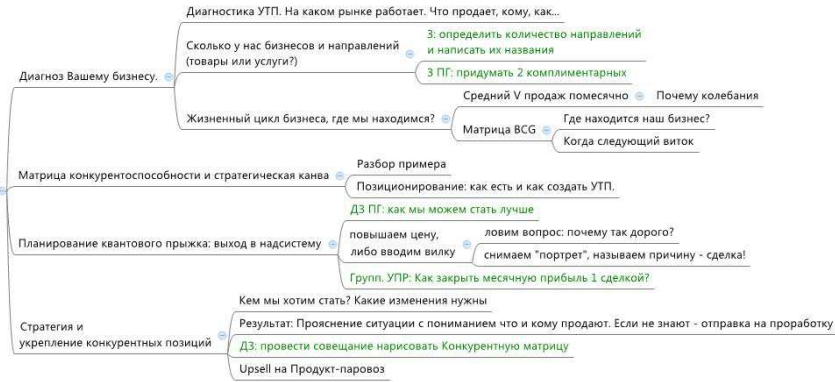 Диагноз Вашему бизнесу.
Диагностика УТП. На каком рынке работает. Что продает, кому, как...
Сколько у нас бизнесов и направлений
(товары или услуги?)
З: определить количество направлений
и написать их названия
З ПГ: придумать 2 комплиментарных
Жизненный цикл бизнеса, где мы находимся?
Средний V продаж помесячно
Почему колебания
Матрица BCG
Где находится наш бизнес?
Когда следующий виток
Матрица конкурентоспособности и стратегическая канва
Разбор примера
Позиционирование: как есть и как создать УТП.
Планирование квантового прыжка: выход в надсистему
ДЗ ПГ: как мы можем стать лучше
повышаем цену,
либо вводим вилку
ловим вопрос: почему так дорого?
снимаем "портрет", называем причину - сделка!
Групп. УПР: Как закрыть месячную прибыль 1 сделкой?
Стратегия и
укрепление конкурентных позиций
Кем мы хотим стать? Какие изменения нужны
Результат: Прояснение ситуации с пониманием что и кому продают. Если не знают - отправка на проработку
ДЗ: провести совещание нарисовать Конкурентную матрицу
Upsell на Продукт-паровоз